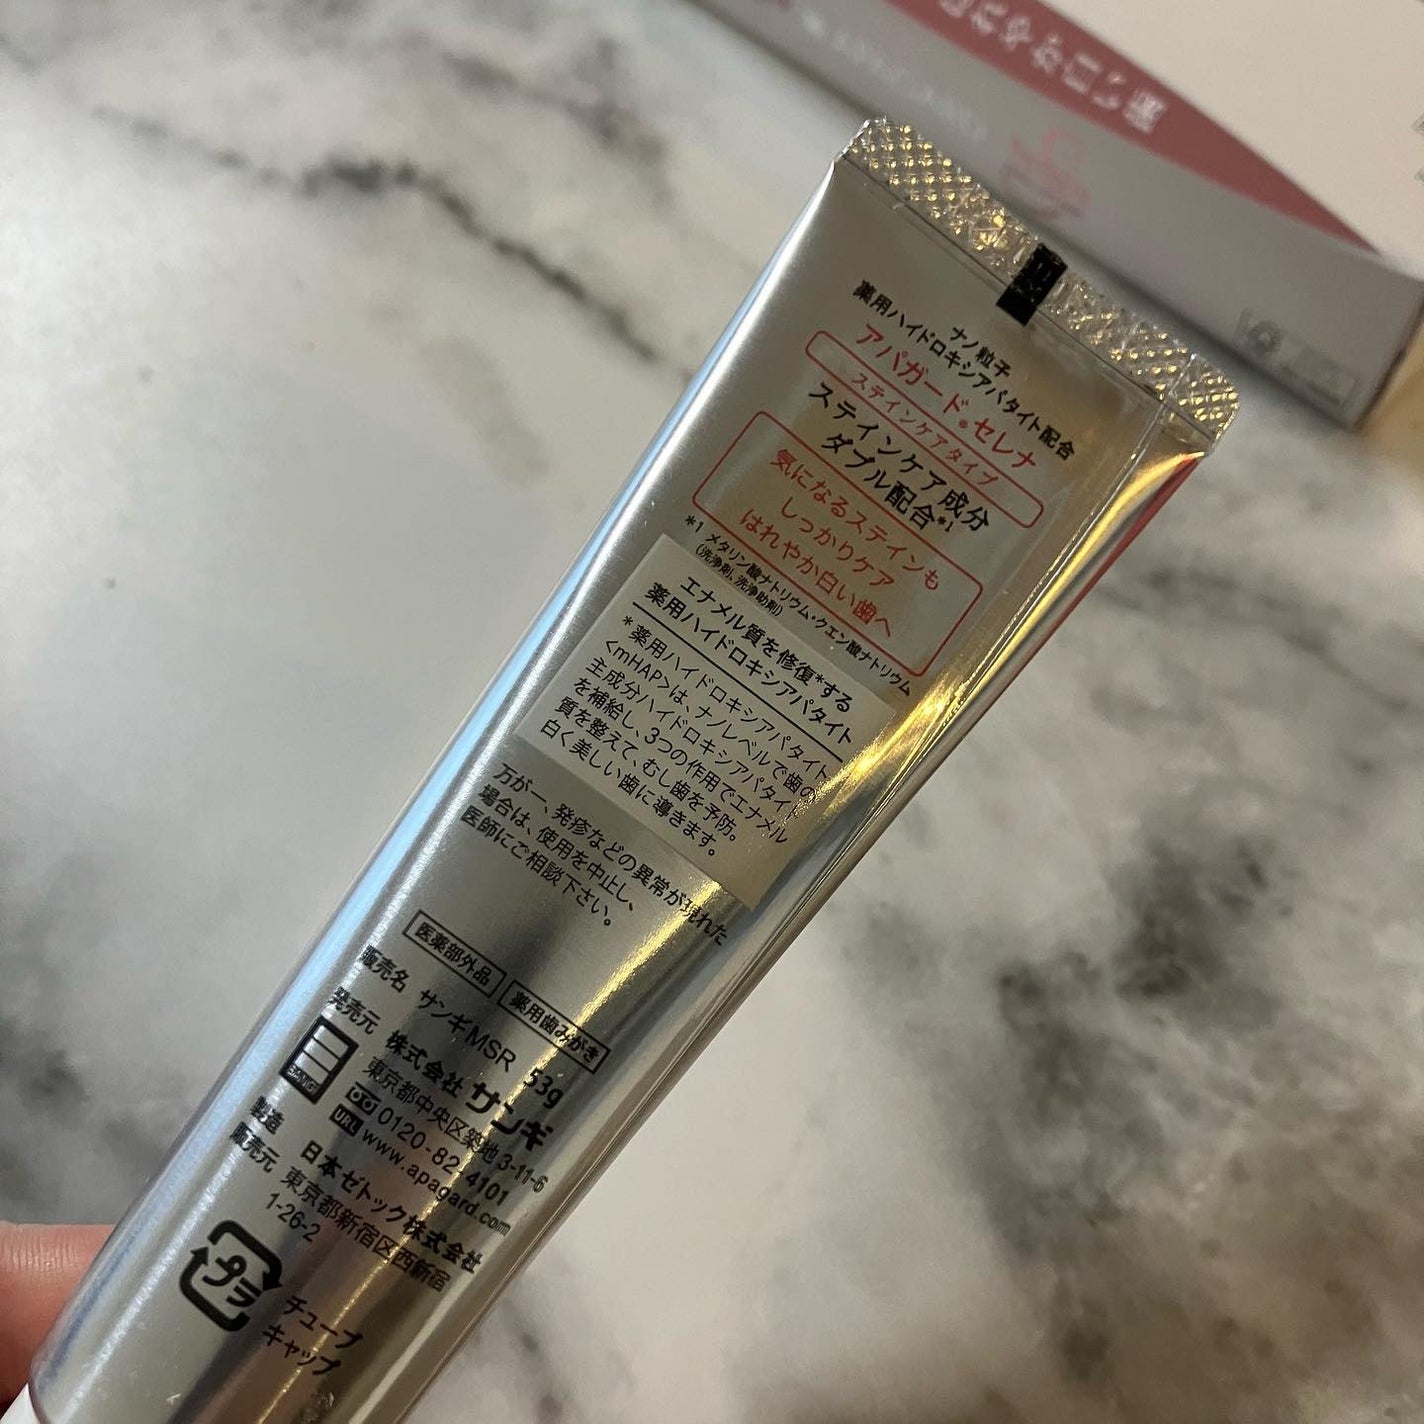 ナノ粒子
薬用ハイドロキシアパタイト配合
アパガード®セレナ
ステインケアタイプ
ステインケア成分
ダブル配合*1
気になるステインも
しっかりケア
はれやか白い歯へ
*1 メタリン酸ナトリウム・クエン酸ナトリウム
(洗浄剤、洗浄助剤)
エナメル質を修復*する
薬用ハイドロキシアパタイト
*薬用ハイドロキシアパタイト
<mHAP>は、ナノレベルで歯の
主成分ハイドロキシアパタイト
を補給し、3つの作用でエナメル
質を整えて、むし歯を予防。
白く美しい歯に導きます。
万が一、発疹などの異常が現れた
場合は、使用を中止し、
医師にご相談下さい。
医薬部外品 薬用歯みがき
販売名 サンギMSR 53g
発売元 株式会社 サンギ
SANGI
東京都中央区築地 3-11-6
0120-82-4101
URL www.apagard.com
製造
販売元 日本ゼトック株式会社
東京都新宿区西新宿
1-26-2
プラ
チューブ
キャップ